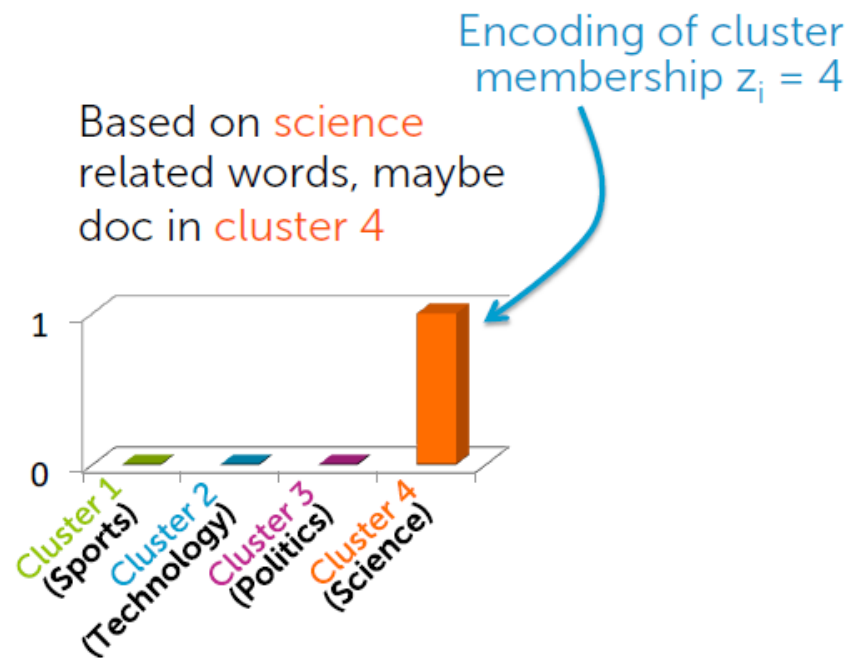 Encoding of cluster
membership zᵢ = 4
Based on science
related words, maybe
doc in cluster 4
1
0
Cluster 1
(Sports)
Cluster 2
(Technology)
Cluster 3
(Politics)
Cluster 4
(Science)